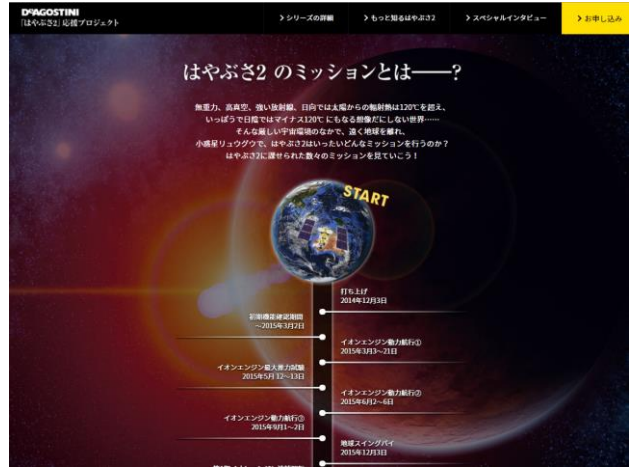 DeAGOSTINI
「はやぶさ2」応援プロジェクト
シリーズの詳細
もっと知るはやぶさ2
スペシャルインタビュー
お申し込み
はやぶさ2 のミッションとは──?
無重力、高真空、強い放射線、日向では太陽からの輻射熱は120℃を超え、
いっぽうで日陰ではマイナス120℃にもなる想像だにしない世界……
そんな厳しい宇宙環境のなかで、遠く地球を離れ、
小惑星リュウグウで、はやぶさ2はいったいどんなミッションを行うのか?
はやぶさ2に課せられた数々のミッションを見ていこう!
START
打ち上げ
2014年12月3日
初期機能確認期間
~2015年3月2日
イオンエンジン動力航行①
2015年3月3~21日
イオンエンジン最大推力試験
2015年5月12~13日
イオンエンジン動力航行②
2015年6月2~6日
イオンエンジン動力航行③
2015年9月1~2日
地球スイングバイ
2015年12月3日